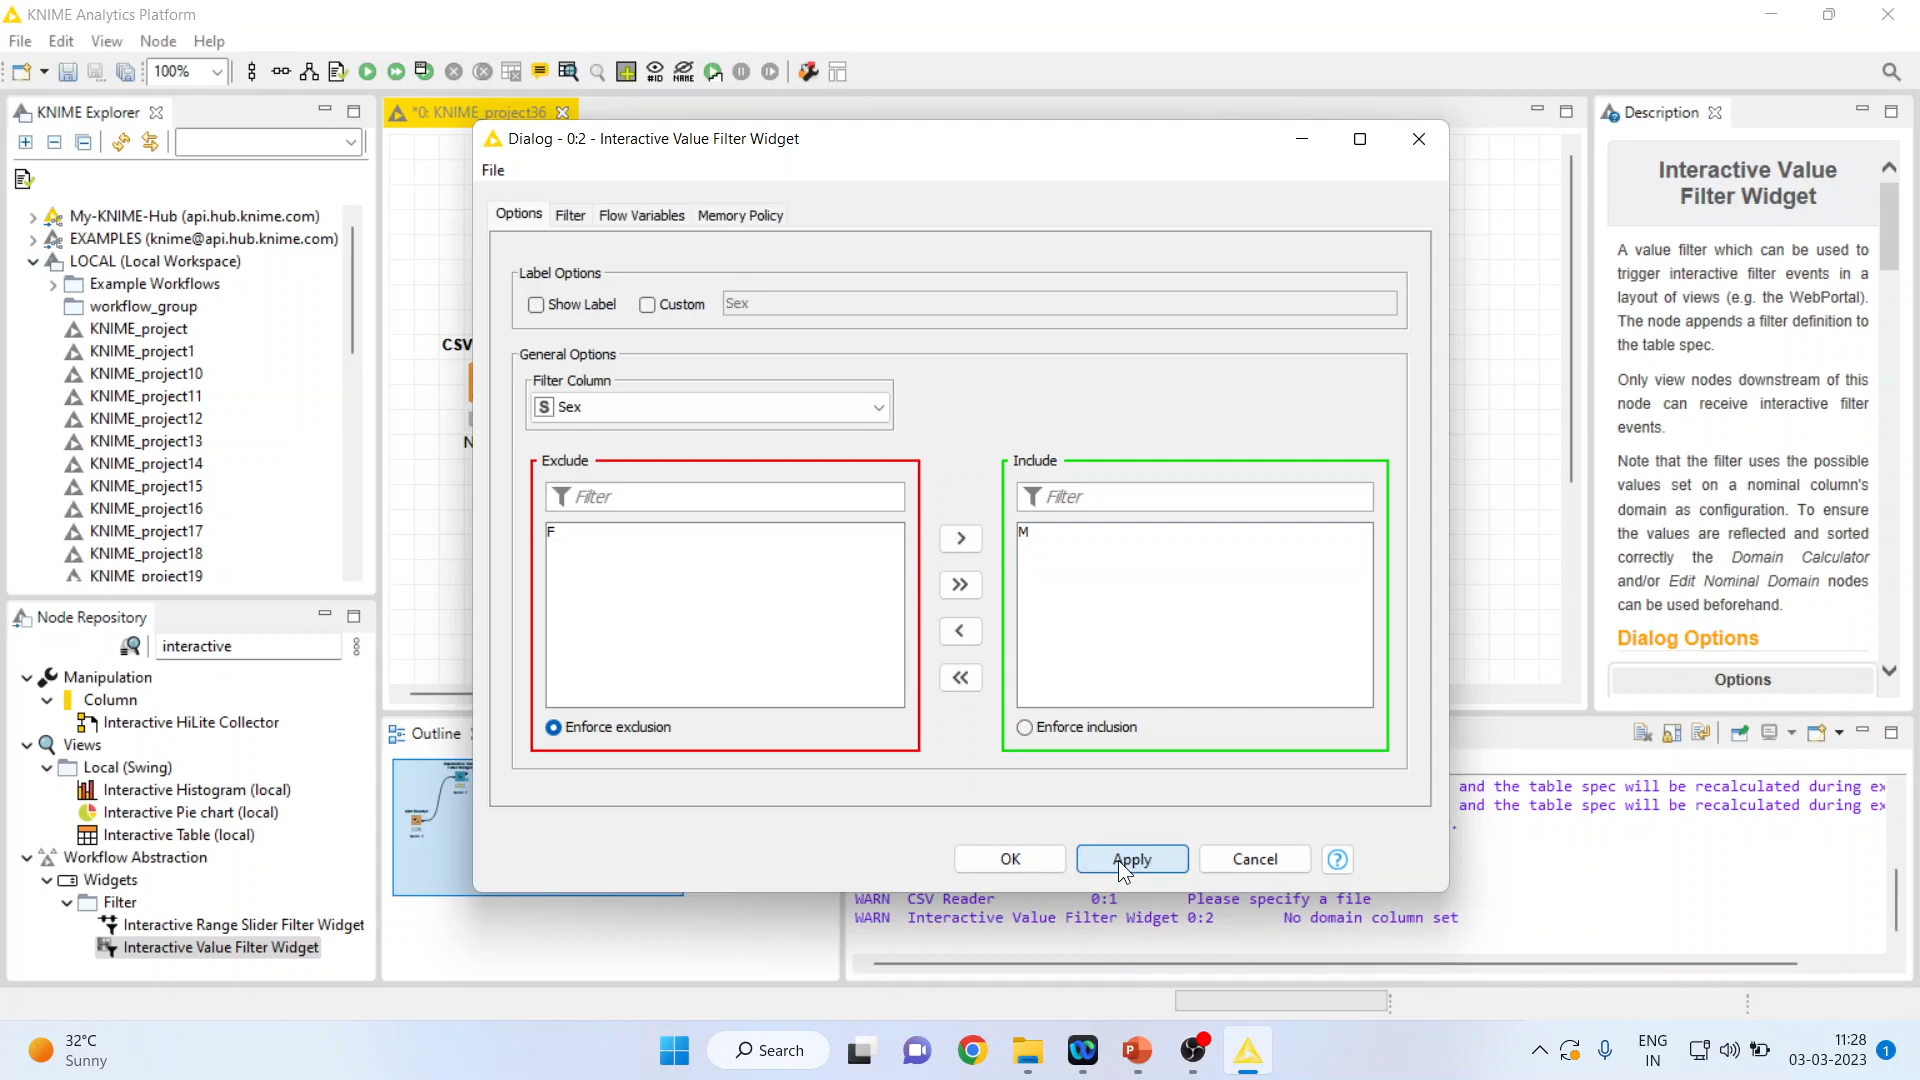 KNIME Analytics Platform
File Edit View Node Help
100%
KNIME Explorer
My-KNIME-Hub (api.hub.knime.com)
EXAMPLES (knime@api.hub.knime.com)
LOCAL (Local Workspace)
Example Workflows
workflow_group
KNIME_project
KNIME_project1
KNIME_project10
KNIME_project11
KNIME_project12
KNIME_project13
KNIME_project14
KNIME_project15
KNIME_project16
KNIME_project17
KNIME_project18
KNIME_project19
Node Repository
interactive
Manipulation
Column
Interactive HiLite Collector
Views
Local (Swing)
Interactive Histogram (local)
Interactive Pie chart (local)
Interactive Table (local)
Workflow Abstraction
Widgets
Filter
Interactive Range Slider Filter Widget
Interactive Value Filter Widget
*0: KNIME_project36
CSV
N
Outline
Dialog - 0:2 - Interactive Value Filter Widget
File
Options Filter Flow Variables Memory Policy
Label Options
Show Label Custom Sex
General Options
Filter Column
S Sex
Exclude
Filter
F
Enforce exclusion
> 
>>
<
<<
Include
Filter
M
Enforce inclusion
OK Apply Cancel ?
Description
Interactive Value
Filter Widget
A value filter which can be used to
trigger interactive filter events in a
layout of views (e.g. the WebPortal).
The node appends a filter definition to
the table spec.
Only view nodes downstream of this
node can receive interactive filter
events.
Note that the filter uses the possible
values set on a nominal column's
domain as configuration. To ensure
the values are reflected and sorted
correctly the Domain Calculator
and/or Edit Nominal Domain nodes
can be used beforehand.
Dialog Options
Options
and the table spec will be recalculated during ex
and the table spec will be recalculated during ex
.
WARN CSV Reader 0:1 Please specify a file
WARN Interactive Value Filter Widget 0:2 No domain column set
32°C
Sunny
Search
ENG
IN
11:28
03-03-2023
1